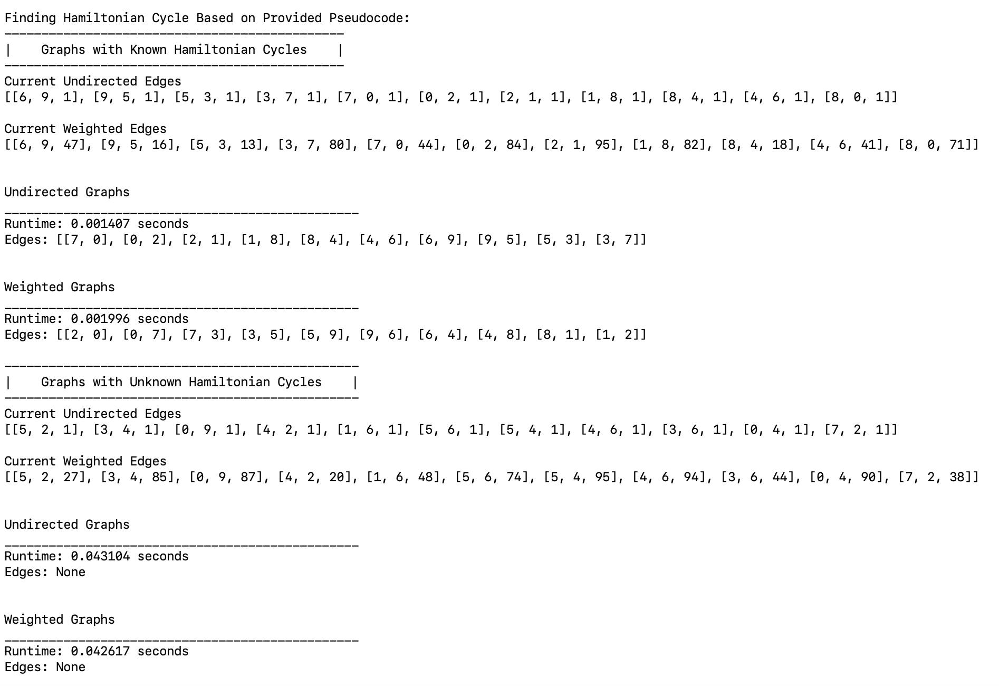 Finding Hamiltonian Cycle Based on Provided Pseudocode:
----------------------------------------------
|    Graphs with Known Hamiltonian Cycles    |
----------------------------------------------
Current Undirected Edges
[[6, 9, 1], [9, 5, 1], [5, 3, 1], [3, 7, 1], [7, 0, 1], [0, 2, 1], [2, 1, 1], [1, 8, 1], [8, 4, 1], [4, 6, 1], [8, 0, 1]]
Current Weighted Edges
[[6, 9, 47], [9, 5, 16], [5, 3, 13], [3, 7, 80], [7, 0, 44], [0, 2, 84], [2, 1, 95], [1, 8, 82], [8, 4, 18], [4, 6, 41], [8, 0, 71]]
Undirected Graphs
________________________________________________
Runtime: 0.001407 seconds
Edges: [[7, 0], [0, 2], [2, 1], [1, 8], [8, 4], [4, 6], [6, 9], [9, 5], [5, 3], [3, 7]]
Weighted Graphs
________________________________________________
Runtime: 0.001996 seconds
Edges: [[2, 0], [0, 7], [7, 3], [3, 5], [5, 9], [9, 6], [6, 4], [4, 8], [8, 1], [1, 2]]
------------------------------------------------
|    Graphs with Unknown Hamiltonian Cycles    |
------------------------------------------------
Current Undirected Edges
[[5, 2, 1], [3, 4, 1], [0, 9, 1], [4, 2, 1], [1, 6, 1], [5, 6, 1], [5, 4, 1], [4, 6, 1], [3, 6, 1], [0, 4, 1], [7, 2, 1]]
Current Weighted Edges
[[5, 2, 27], [3, 4, 85], [0, 9, 87], [4, 2, 20], [1, 6, 48], [5, 6, 74], [5, 4, 95], [4, 6, 94], [3, 6, 44], [0, 4, 90], [7, 2, 38]]
Undirected Graphs
________________________________________________
Runtime: 0.043104 seconds
Edges: None
Weighted Graphs
________________________________________________
Runtime: 0.042617 seconds
Edges: None